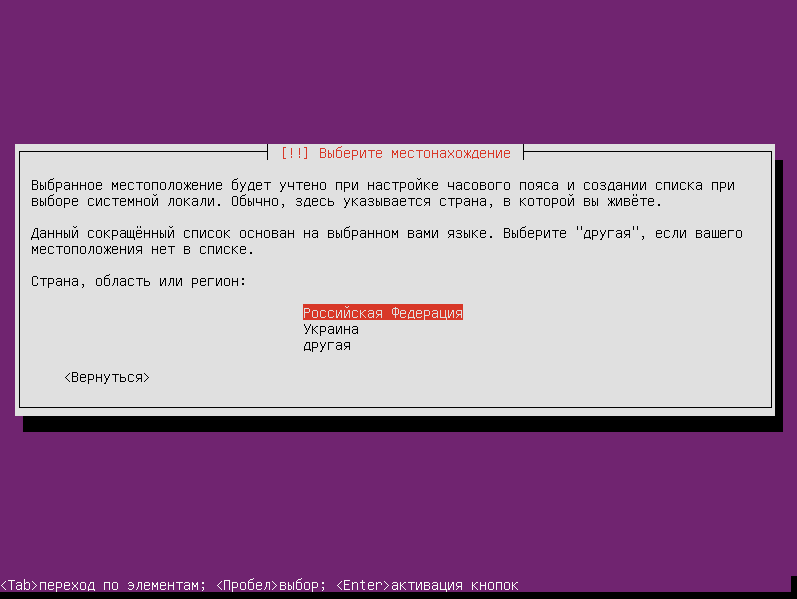 [!!] Выберите местонахождение
Выбранное местоположение будет учтено при настройке часового пояса и создании списка при
выборе системной локали. Обычно, здесь указывается страна, в которой вы живёте.
Данный сокращённый список основан на выбранном вами языке. Выберите "другая", если вашего
местоположения нет в списке.
Страна, область или регион:
Российская Федерация
Украина
другая
<Вернуться>
<Tab>переход по элементам; <Пробел>выбор; <Enter>активация кнопок